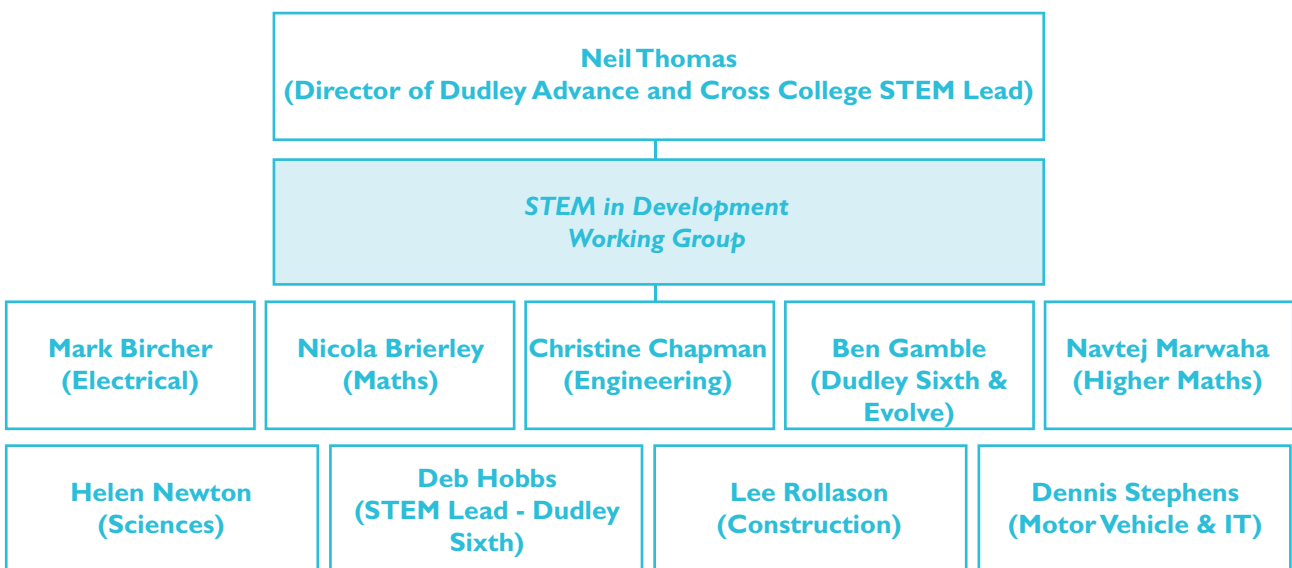 Neil Thomas
(Director of Dudley Advance and Cross College STEM Lead)
STEM in Development
Working Group
Mark Bircher
(Electrical)
Nicola Brierley
(Maths)
Christine Chapman
(Engineering)
Ben Gamble
(Dudley Sixth &
Evolve)
Navtej Marwaha
(Higher Maths)
Helen Newton
(Sciences)
Deb Hobbs
(STEM Lead - Dudley
Sixth)
Lee Rollason
(Construction)
Dennis Stephens
(Motor Vehicle & IT)